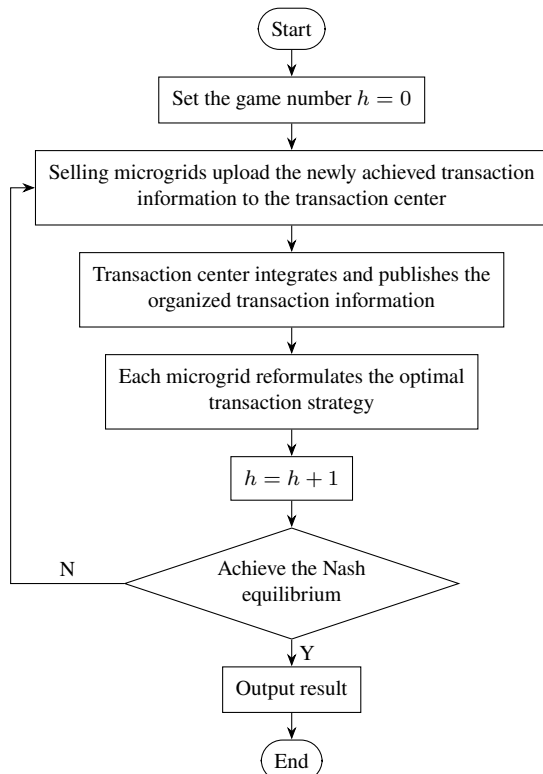 Start
Set the game number h = 0
Selling microgrids upload the newly achieved transaction
information to the transaction center
Transaction center integrates and publishes the
organized transaction information
Each microgrid reformulates the optimal
transaction strategy
h = h + 1
Achieve the Nash
equilibrium
N
Y
Output result
End